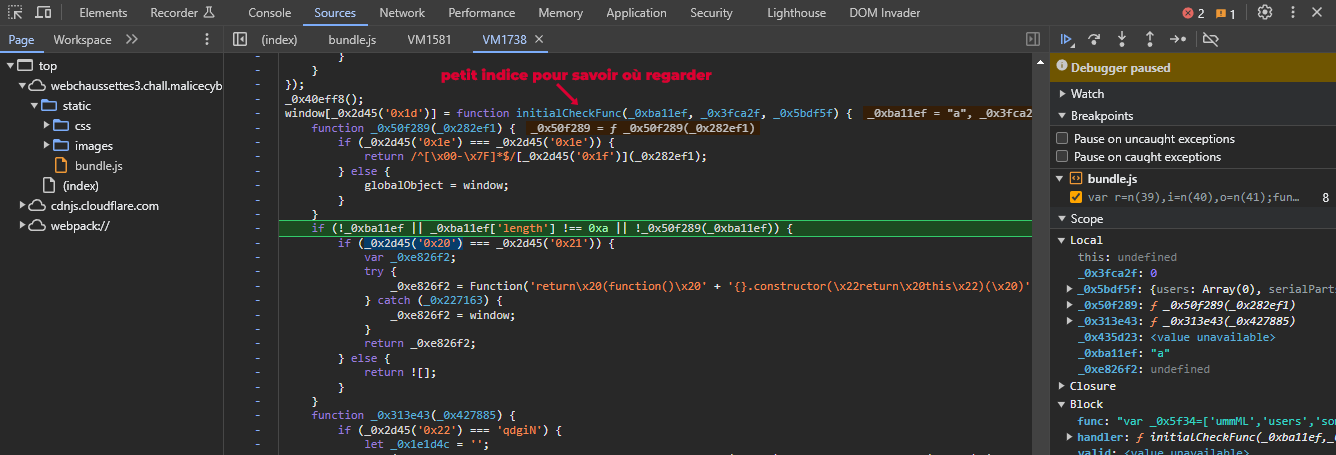 Elements Recorder Console Sources Network Performance Memory Application Security Lighthouse DOM Invader 2 1
Page Workspace (index) bundle.js VM1581 VM1738
top
webchaussettes3.chall.malicecyb
static
css
images
bundle.js
(index)
cdnjs.cloudflare.com
webpack://
petit indice pour savoir où regarder
- }
- }
- });
- _0x40eff8();
- window[_0x2d45('0x1d')] = function initialCheckFunc(_0xba11ef, _0x3fca2f, _0x5bdf5f) { _0xba11ef = "a", _0x3fca2
- function _0x50f289(_0x282ef1) { _0x50f289 = ƒ _0x50f289(_0x282ef1)
- if (_0x2d45('0x1e') === _0x2d45('0x1e')) {
- return /^[\x00-\x7F]*$/[_0x2d45('0x1f')](_0x282ef1);
- } else {
- globalObject = window;
- }
- }
- if (!_0xba11ef || _0xba11ef['length'] !== 0xa || !_0x50f289(_0xba11ef)) {
- if (_0x2d45('0x20') === _0x2d45('0x21')) {
- var _0xe826f2;
- try {
- _0xe826f2 = Function('return\x20(function()\x20' + '{}.constructor(\x22return\x20this\x22)(\x20)'
- } catch (_0x227163) {
- _0xe826f2 = window;
- }
- return _0xe826f2;
- } else {
- return ![];
- }
- }
- function _0x313e43(_0x427885) {
- if (_0x2d45('0x22') === 'qdgiN') {
- let _0x1e1d4c = '';
Debugger paused
Watch
Breakpoints
Pause on uncaught exceptions
Pause on caught exceptions
bundle.js
var r=n(39),i=n(40),o=n(41);fun… 8
Scope
Local
this: undefined
_0x3fca2f: 0
_0x5bdf5f: {users: Array(0), serialParts
_0x50f289: ƒ _0x50f289(_0x282ef1)
_0x313e43: ƒ _0x313e43(_0x427885)
_0x435d23: <value unavailable>
_0xba11ef: "a"
_0xe826f2: undefined
Closure
Block
func: "var _0x5f34=['ummML','users','so
handler: ƒ initialCheckFunc(_0xba11ef,_
valid: <value unavailable>